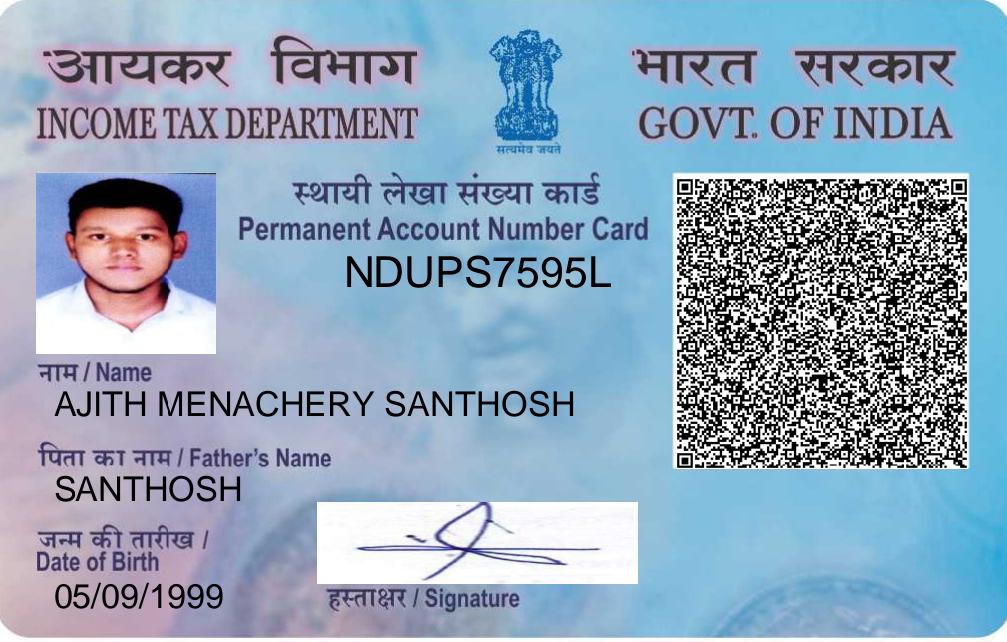 आयकर विभाग
INCOME TAX DEPARTMENT
सत्यमेव जयते
भारत सरकार
GOVT. OF INDIA
स्थायी लेखा संख्या कार्ड
Permanent Account Number Card
NDUPS7595L
नाम / Name
AJITH MENACHERY SANTHOSH
पिता का नाम / Father's Name
SANTHOSH
जन्म की तारीख /
Date of Birth
05/09/1999
हस्ताक्षर / Signature